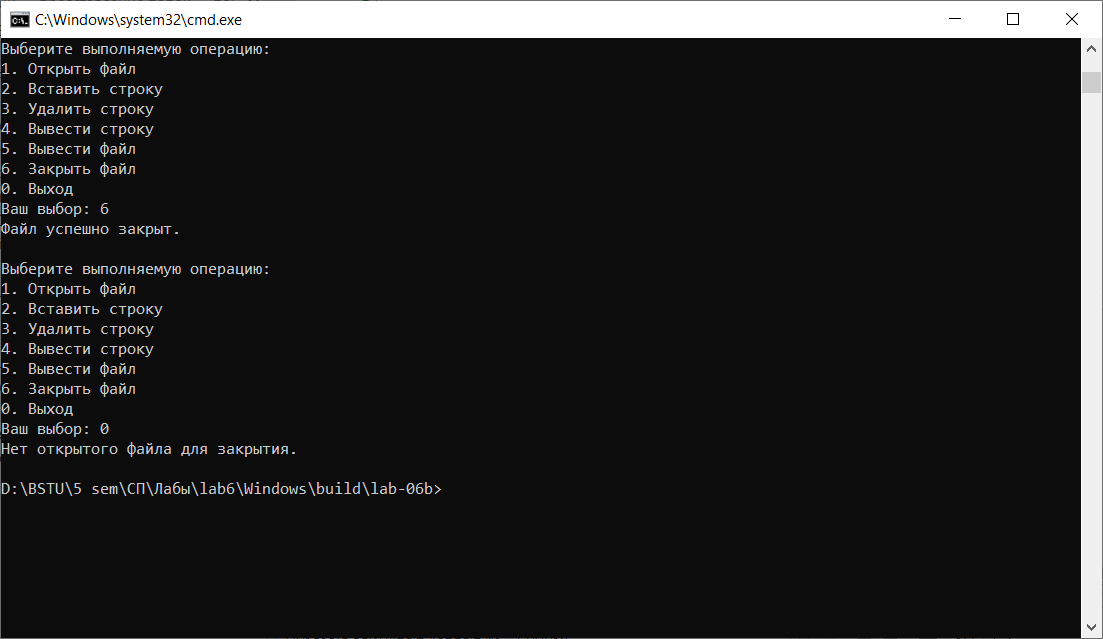 C:\Windows\system32\cmd.exe
Выберите выполняемую операцию:
1. Открыть файл
2. Вставить строку
3. Удалить строку
4. Вывести строку
5. Вывести файл
6. Закрыть файл
0. Выход
Ваш выбор: 6
Файл успешно закрыт.
Выберите выполняемую операцию:
1. Открыть файл
2. Вставить строку
3. Удалить строку
4. Вывести строку
5. Вывести файл
6. Закрыть файл
0. Выход
Ваш выбор: 0
Нет открытого файла для закрытия.
D:\BSTU\5 sem\СП\Лабы\lab6\Windows\build\lab-06b>